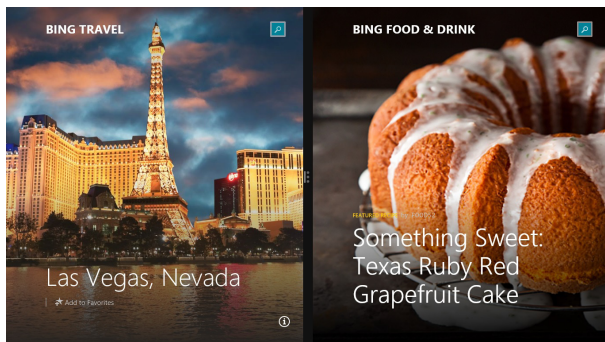 BING TRAVEL
Las Vegas, Nevada
Add to Favorites
BING FOOD & DRINK
Something Sweet:
Texas Ruby Red
Grapefruit Cake